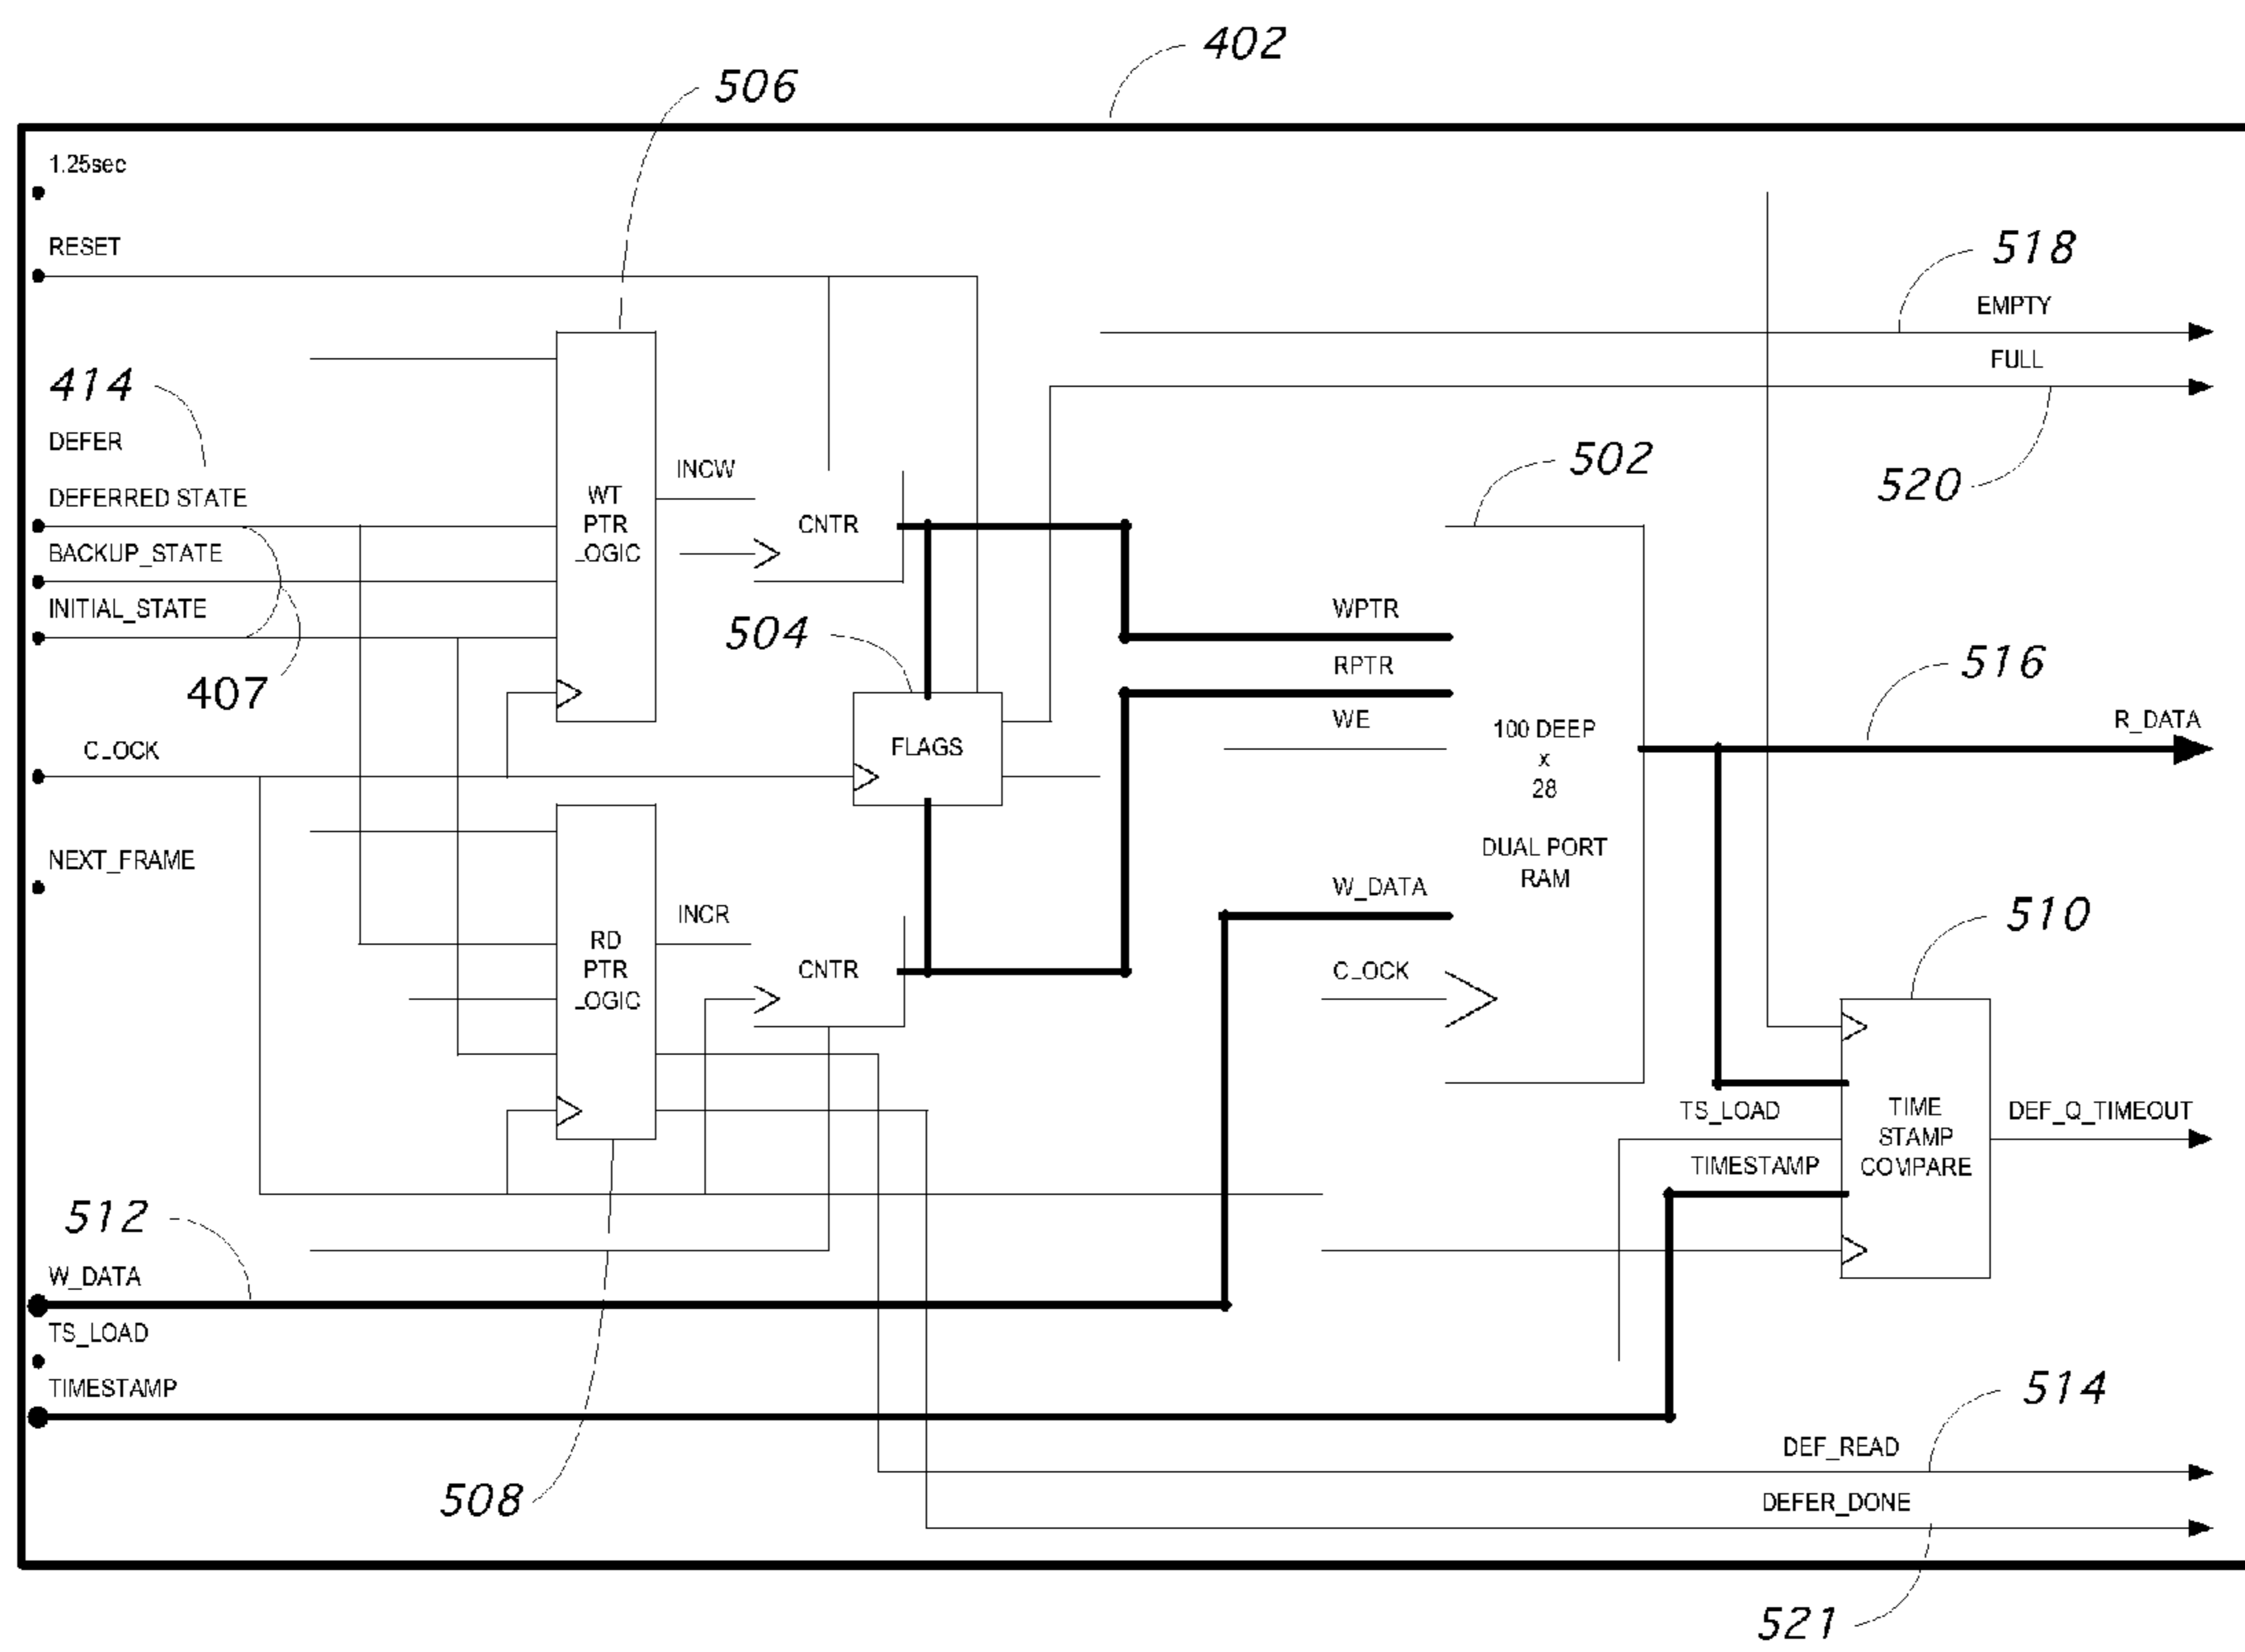 402
506
1.25sec
RESET
518
EMPTY
FULL
414
DEFER
INCW
502
520
DEFERRED STATE
WT
PTR
_OGIC
CNTR
BACKUP_STATE
INITIAL_STATE
407
504
WPTR
RPTR
WE
516
R_DATA
C_OCK
FLAGS
100 DEEP
x
28
DUAL PORT
RAM
NEXT_FRAME
INCR
W_DATA
510
RD
PTR
_OGIC
CNTR
C_OCK
TS_LOAD
TIME
STAMP
COMPARE
DEF_Q_TIMEOUT
TIMESTAMP
512
W_DATA
TS_LOAD
TIMESTAMP
514
DEF_READ
508
DEFER_DONE
521